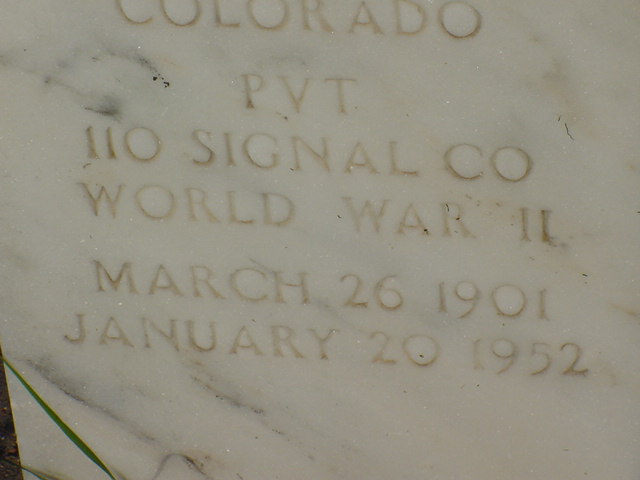 COLORADO
PVT
110 SIGNAL CO
WORLD WAR II
MARCH 26 1901
JANUARY 20 1952